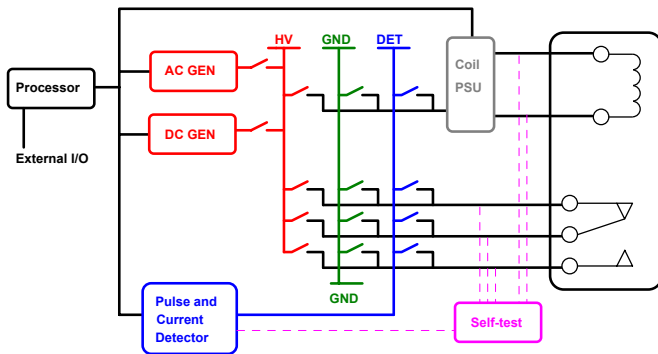 HV
GND
DET
AC GEN
Coil
PSU
Processor
DC GEN
External I/O
GND
Pulse and
Current
Detector
Self-test